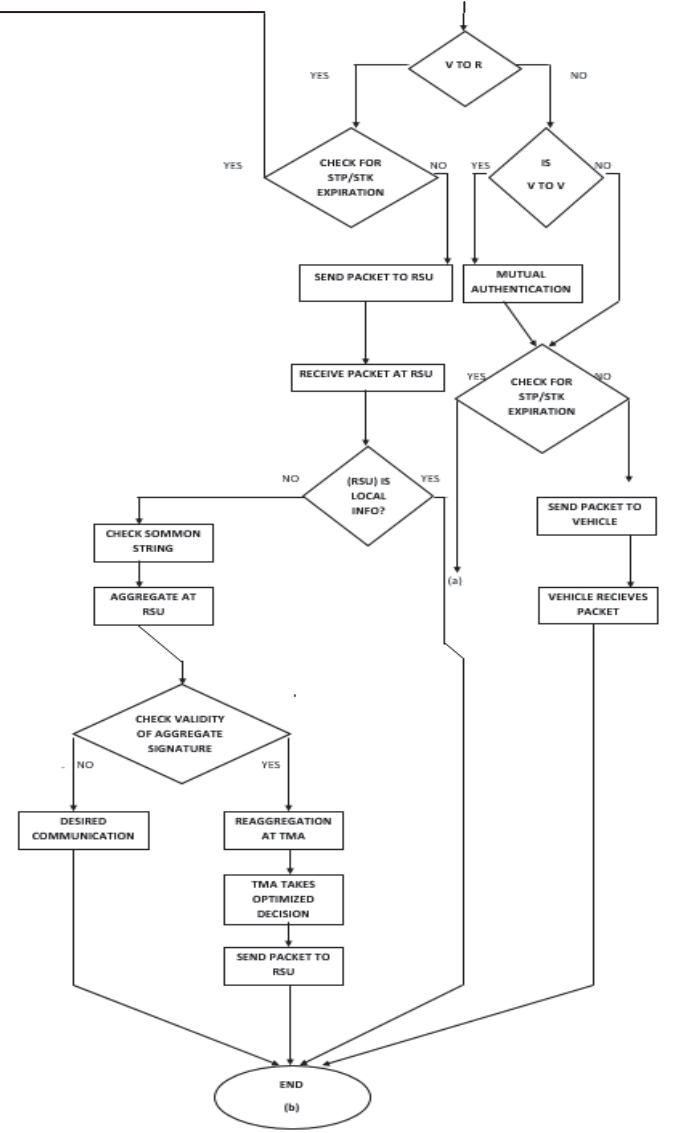 V TO R
YES
NO
YES
CHECK FOR
STP/STK
EXPIRATION
NO
YES
IS
V TO V
NO
SEND PACKET TO RSU
MUTUAL
AUTHENTICATION
RECEIVE PACKET AT RSU
YES
CHECK FOR
STP/STK
EXPIRATION
NO
NO
(RSU) IS
LOCAL
INFO?
YES
SEND PACKET TO
VEHICLE
CHECK SOMMON
STRING
(a)
AGGREGATE AT
RSU
VEHICLE RECIEVES
PACKET
CHECK VALIDITY
OF AGGREGATE
SIGNATURE
NO
YES
DESIRED
COMMUNICATION
REAGGREGATION
AT TMA
TMA TAKES
OPTIMIZED
DECISION
SEND PACKET TO
RSU
END
(b)